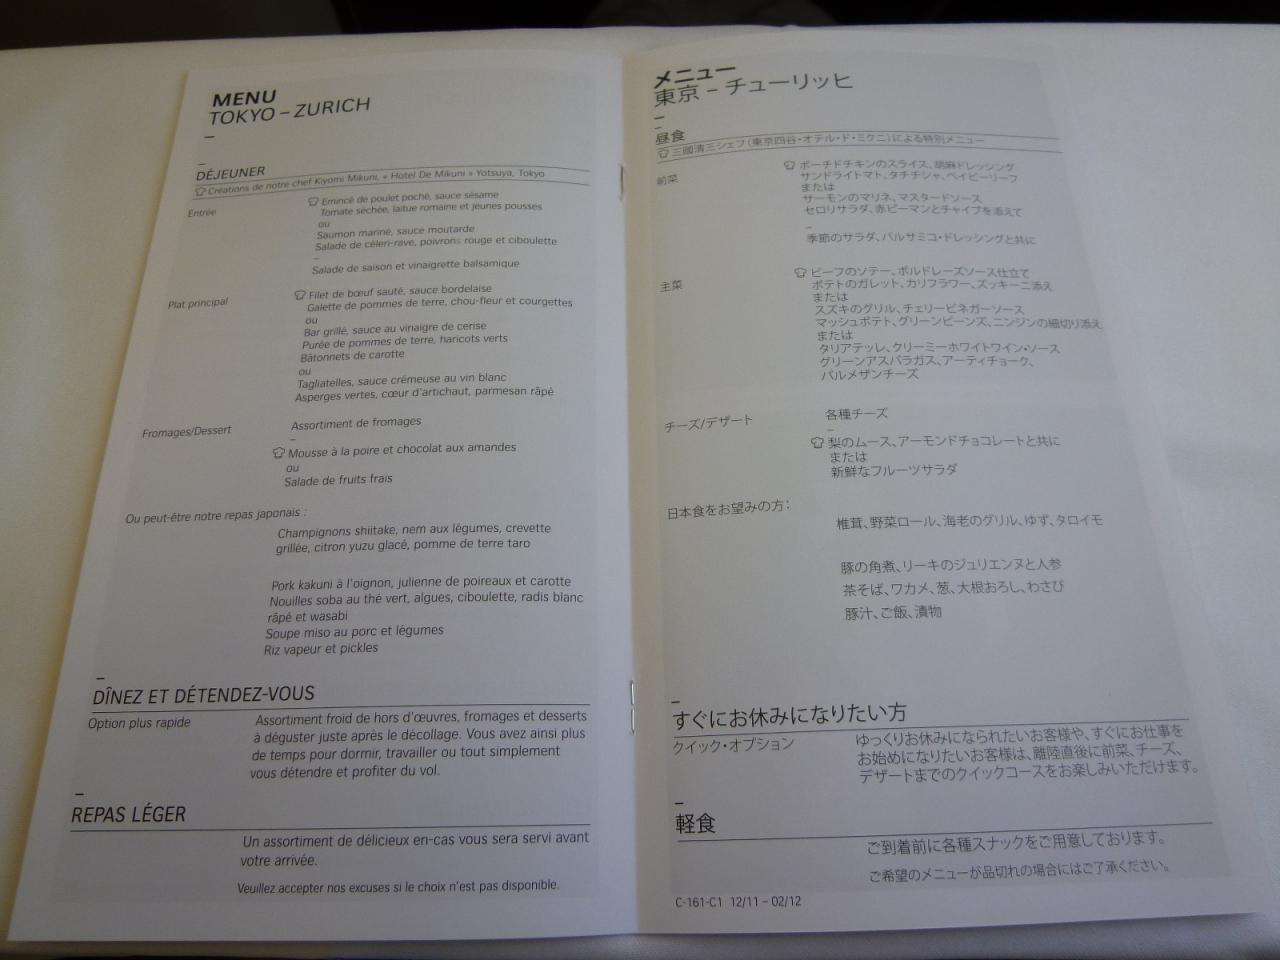 MENU
TOKYO – ZURICH
–
–
DÉJEUNER
Créations de notre chef Kiyomi Mikuni, « Hotel De Mikuni » Yotsuya, Tokyo
Entrée
Emincé de poulet poché, sauce sésame
Tomate séchée, laitue romaine et jeunes pousses
ou
Saumon mariné, sauce moutarde
Salade de céleri-rave, poivrons rouge et ciboulette
–
Salade de saison et vinaigrette balsamique
Plat principal
Filet de bœuf sauté, sauce bordelaise
Galette de pommes de terre, chou-fleur et courgettes
ou
Bar grillé, sauce au vinaigre de cerise
Purée de pommes de terre, haricots verts
Bâtonnets de carotte
ou
Tagliatelles, sauce crémeuse au vin blanc
Asperges vertes, cœur d'artichaut, parmesan râpé
Fromages/Dessert
Assortiment de fromages
–
Mousse à la poire et chocolat aux amandes
ou
Salade de fruits frais
Ou peut-être notre repas japonais :
Champignons shiitake, nem aux légumes, crevette
grillée, citron yuzu glacé, pomme de terre taro
Pork kakuni à l'oignon, julienne de poireaux et carotte
Nouilles soba au thé vert, algues, ciboulette, radis blanc
râpé et wasabi
Soupe miso au porc et légumes
Riz vapeur et pickles
–
DÎNEZ ET DÉTENDEZ-VOUS
Option plus rapide
Assortiment froid de hors d'œuvres, fromages et desserts
à déguster juste après le décollage. Vous avez ainsi plus
de temps pour dormir, travailler ou tout simplement
vous détendre et profiter du vol.
–
REPAS LÉGER
Un assortiment de délicieux en-cas vous sera servi avant
votre arrivée.
Veuillez accepter nos excuses si le choix n'est pas disponible.
メニュー
東京 – チューリッヒ
–
–
昼食
三國清三シェフ（東京四谷・オテル・ド・ミクニ）による特別メニュー
前菜
ポーチドチキンのスライス、胡麻ドレッシング
サンドライトマト、タチチシャ、ベイビーリーフ
または
サーモンのマリネ、マスタードソース
セロリサラダ、赤ピーマンとチャイブを添えて
–
季節のサラダ、バルサミコ・ドレッシングと共に
主菜
ビーフのソテー、ボルドレーズソース仕立て
ポテトのガレット、カリフラワー、ズッキーニ添え
または
スズキのグリル、チェリービネガーソース
マッシュポテト、グリーンビーンズ、ニンジンの細切り添え
または
タリアテッレ、クリーミーホワイトワイン・ソース
グリーンアスパラガス、アーティチョーク、
パルメザンチーズ
チーズ/デザート
各種チーズ
–
梨のムース、アーモンドチョコレートと共に
または
新鮮なフルーツサラダ
日本食をお望みの方：
椎茸、野菜ロール、海老のグリル、ゆず、タロイモ
豚の角煮、リーキのジュリエンヌと人参
茶そば、ワカメ、葱、大根おろし、わさび
豚汁、ご飯、漬物
–
すぐにお休みになりたい方
クイック・オプション
ゆっくりお休みになられたいお客様や、すぐにお仕事を
お始めになりたいお客様は、離陸直後に前菜、チーズ、
デザートまでのクイックコースをお楽しみいただけます。
–
軽食
ご到着前に各種スナックをご用意しております。
ご希望のメニューが品切れの場合にはご了承ください。
C-161-C1 12/11 – 02/12